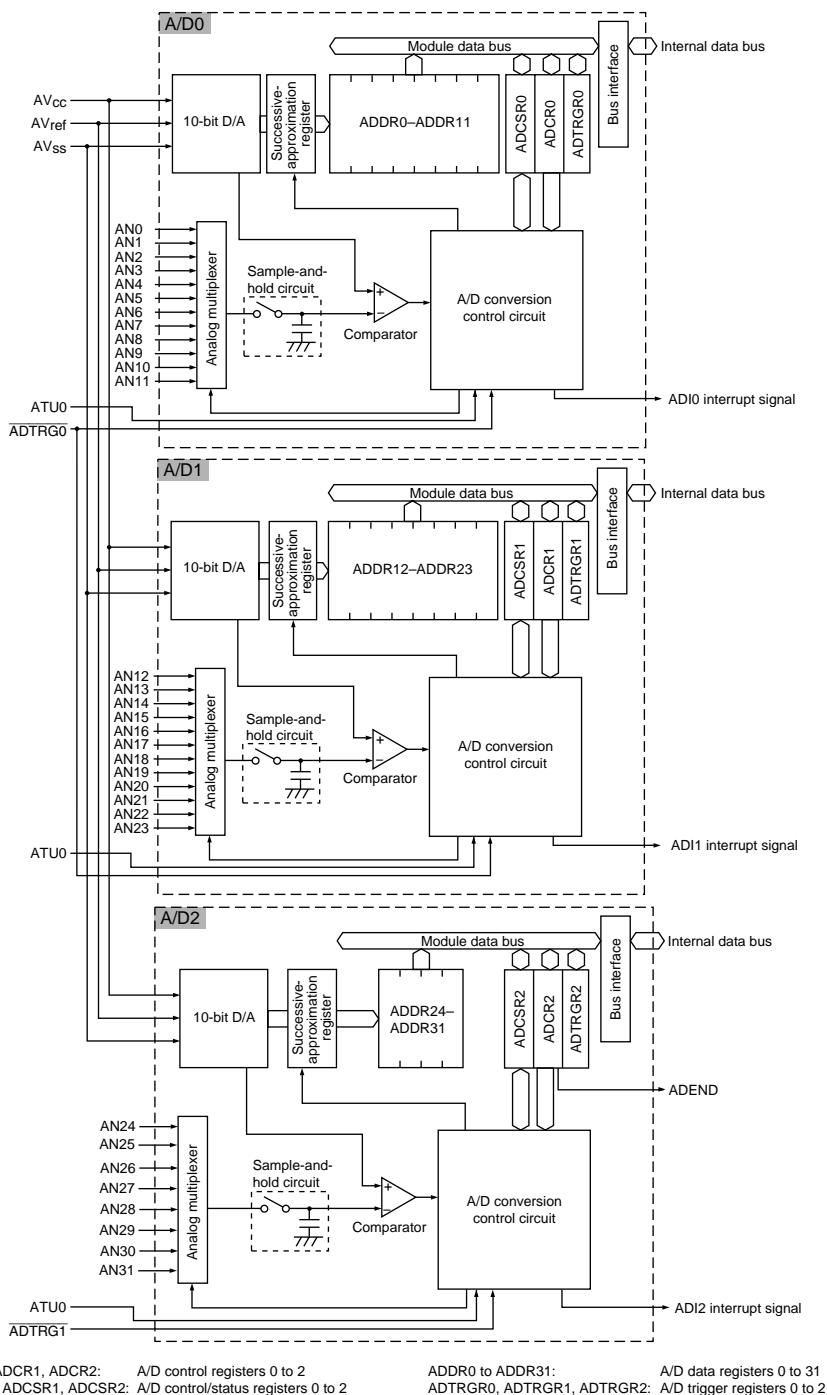 A/D0
Module data bus
Internal data bus
Bus interface
AVcc
AVref
AVss
10-bit D/A
Successive-
approximation
register
ADDR0–ADDR11
ADCSR0
ADCR0
ADTRGR0
AN0
AN1
AN2
AN3
AN4
AN5
AN6
AN7
AN8
AN9
AN10
AN11
Analog multiplexer
Sample-and-
hold circuit
+
−
Comparator
A/D conversion
control circuit
ATU0
ADTRG0
ADI0 interrupt signal
A/D1
Module data bus
Internal data bus
Bus interface
10-bit D/A
Successive-
approximation
register
ADDR12–ADDR23
ADCSR1
ADCR1
ADTRGR1
AN12
AN13
AN14
AN15
AN16
AN17
AN18
AN19
AN20
AN21
AN22
AN23
Analog multiplexer
Sample-and-
hold circuit
+
−
Comparator
A/D conversion
control circuit
ATU0
ADI1 interrupt signal
A/D2
Module data bus
Internal data bus
Bus interface
10-bit D/A
Successive-
approximation
register
ADDR24–
ADDR31
ADCSR2
ADCR2
ADTRGR2
ADEND
AN24
AN25
AN26
AN27
AN28
AN29
AN30
AN31
Analog multiplexer
Sample-and-
hold circuit
+
−
Comparator
A/D conversion
control circuit
ATU0
ADTRG1
ADI2 interrupt signal
ADCR1, ADCR2: A/D control registers 0 to 2 ADDR0 to ADDR31: A/D data registers 0 to 31
ADCSR1, ADCSR2: A/D control/status registers 0 to 2 ADTRGR0, ADTRGR1, ADTRGR2: A/D trigger registers 0 to 2